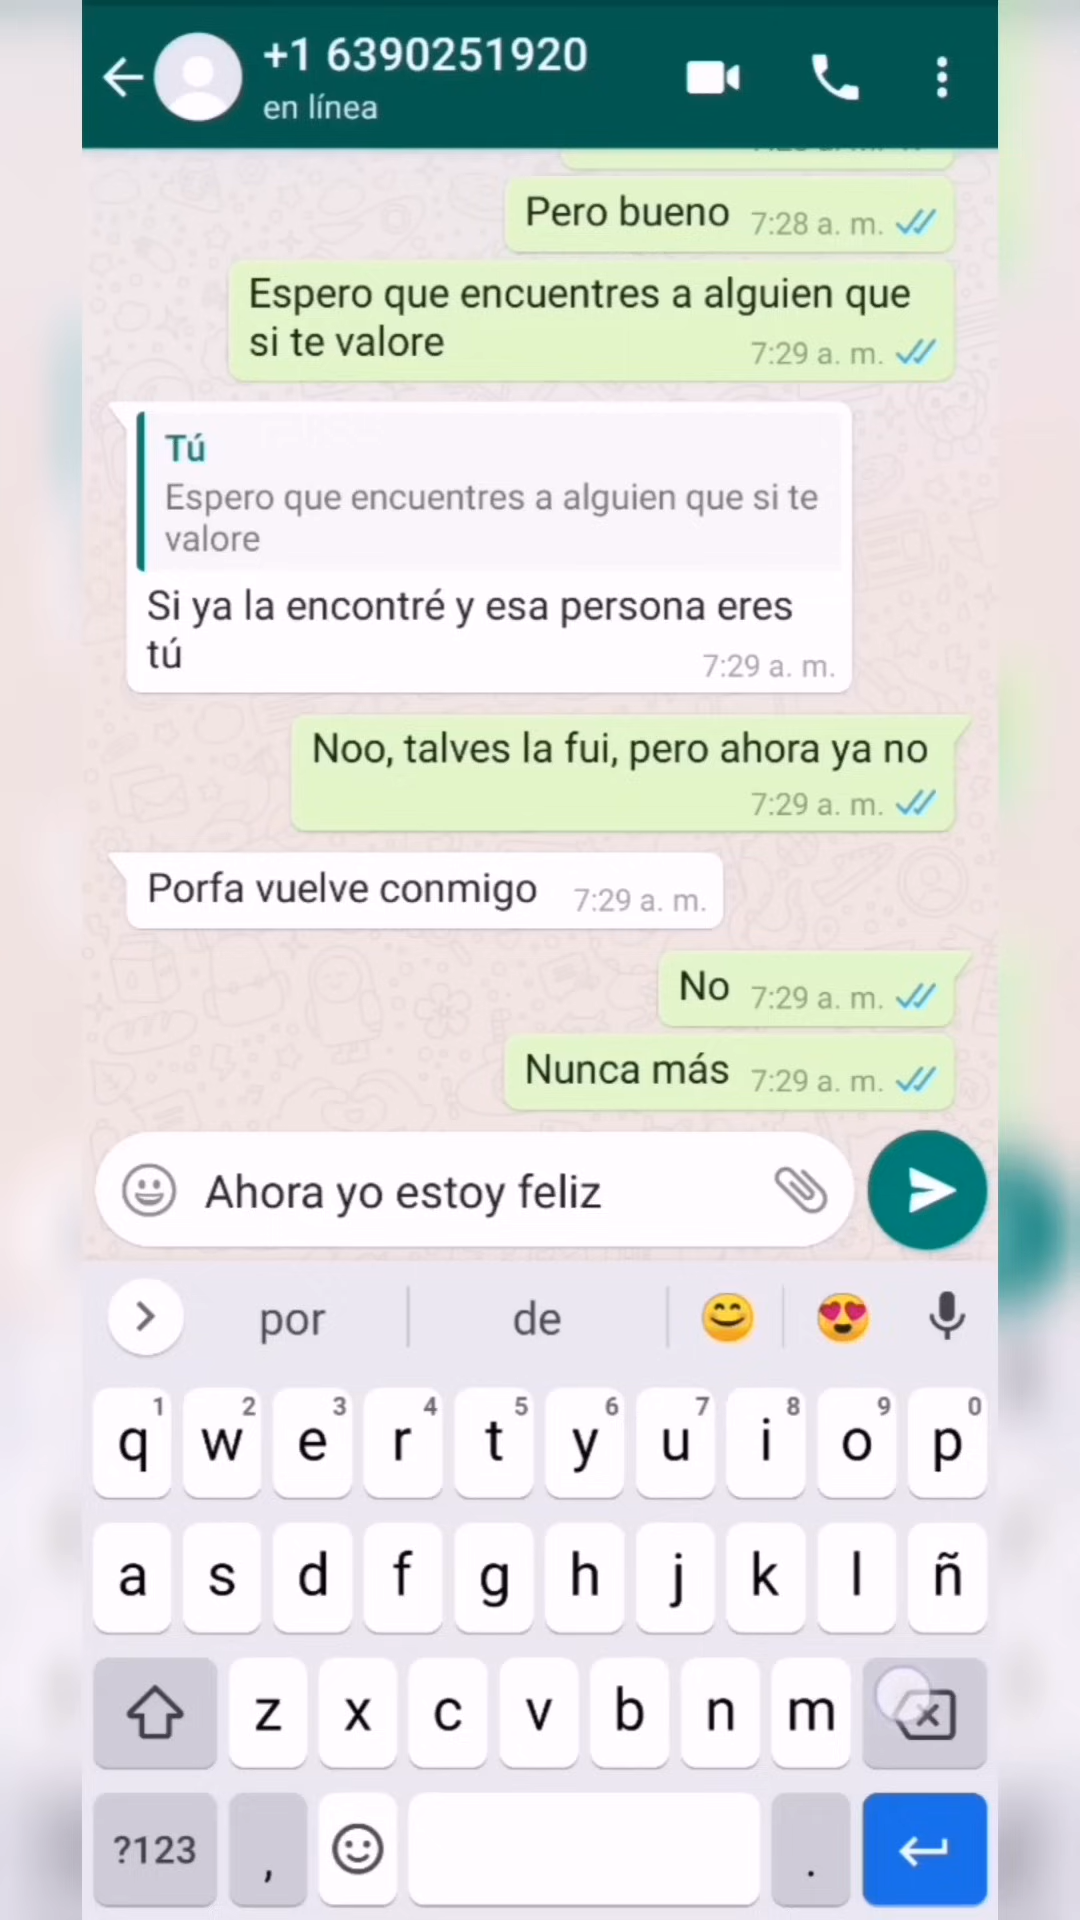 +1 6390251920
en línea
Pero bueno 7:28 a. m.
Espero que encuentres a alguien que
si te valore 7:29 a. m.
Tú
Espero que encuentres a alguien que si te
valore
Si ya la encontré y esa persona eres
tú 7:29 a. m.
Noo, talves la fui, pero ahora ya no
7:29 a. m.
Porfa vuelve conmigo 7:29 a. m.
No 7:29 a. m.
Nunca más 7:29 a. m.
Ahora yo estoy feliz
por de
1 2 3 4 5 6 7 8 9 0
q w e r t y u i o p
a s d f g h j k l ñ
z x c v b n m
?123 , .